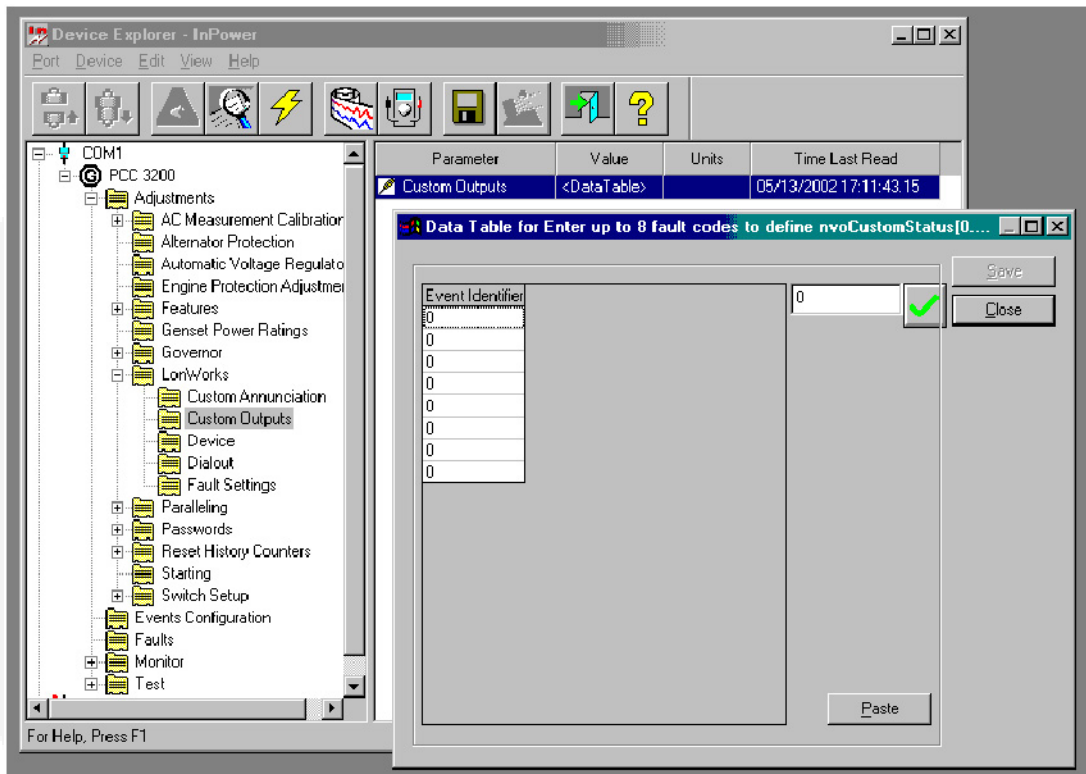 Device Explorer - InPower
Port Device Edit View Help
COM1
PCC 3200
Adjustments
AC Measurement Calibration
Alternator Protection
Automatic Voltage Regulato
Engine Protection Adjustmer
Features
Genset Power Ratings
Governor
LonWorks
Custom Annunciation
Custom Outputs
Device
Dialout
Fault Settings
Paralleling
Passwords
Reset History Counters
Starting
Switch Setup
Events Configuration
Faults
Monitor
Test
For Help, Press F1
Parameter Value Units Time Last Read
Custom Outputs <DataTable> 05/13/2002 17:11:43.15
Data Table for Enter up to 8 fault codes to define nvoCustomStatus[0....
Event Identifier
0
0
0
0
0
0
0
0
0
Save
Close
Paste